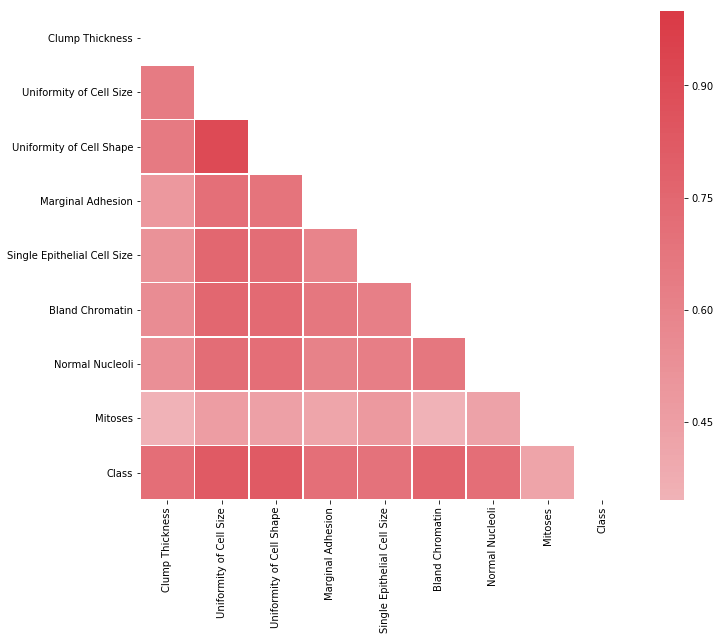 Clump Thickness
Uniformity of Cell Size
Uniformity of Cell Shape
Marginal Adhesion
Single Epithelial Cell Size
Bland Chromatin
Normal Nucleoli
Mitoses
Class
Clump Thickness
Uniformity of Cell Size
Uniformity of Cell Shape
Marginal Adhesion
Single Epithelial Cell Size
Bland Chromatin
Normal Nucleoli
Mitoses
Class
0.90
0.75
0.60
0.45